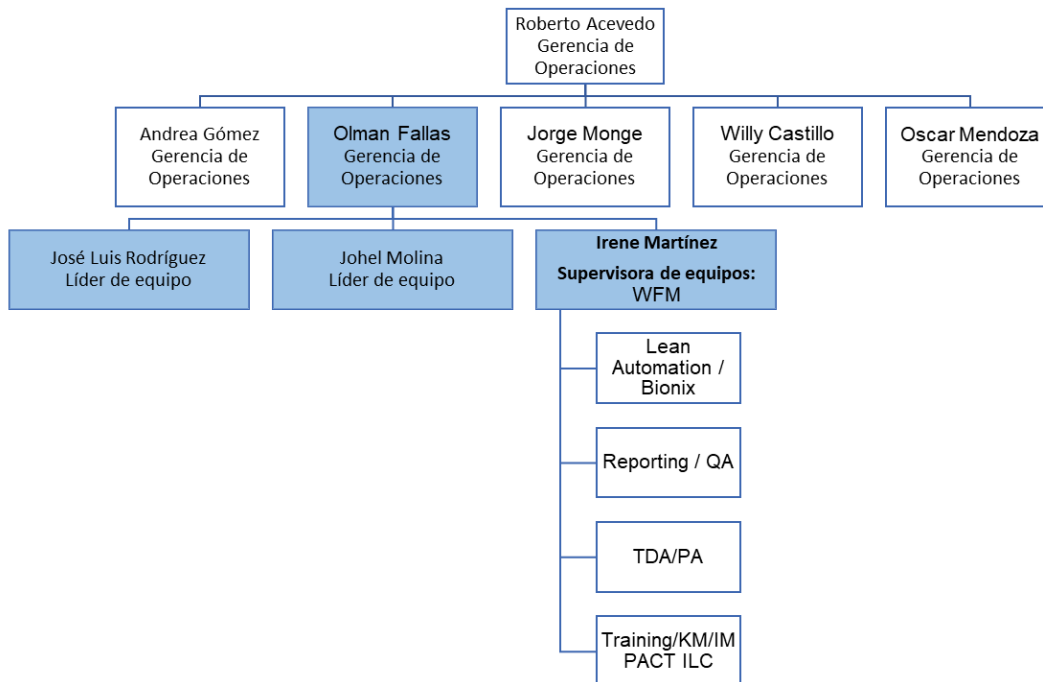 Roberto Acevedo
Gerencia de
Operaciones
Andrea Gómez
Gerencia de
Operaciones
Olman Fallas
Gerencia de
Operaciones
Jorge Monge
Gerencia de
Operaciones
Willy Castillo
Gerencia de
Operaciones
Oscar Mendoza
Gerencia de
Operaciones
José Luis Rodríguez
Líder de equipo
Johel Molina
Líder de equipo
Irene Martínez
Supervisora de equipos:
WFM
Lean
Automation /
Bionix
Reporting / QA
TDA/PA
Training/KM/IM
PACT ILC